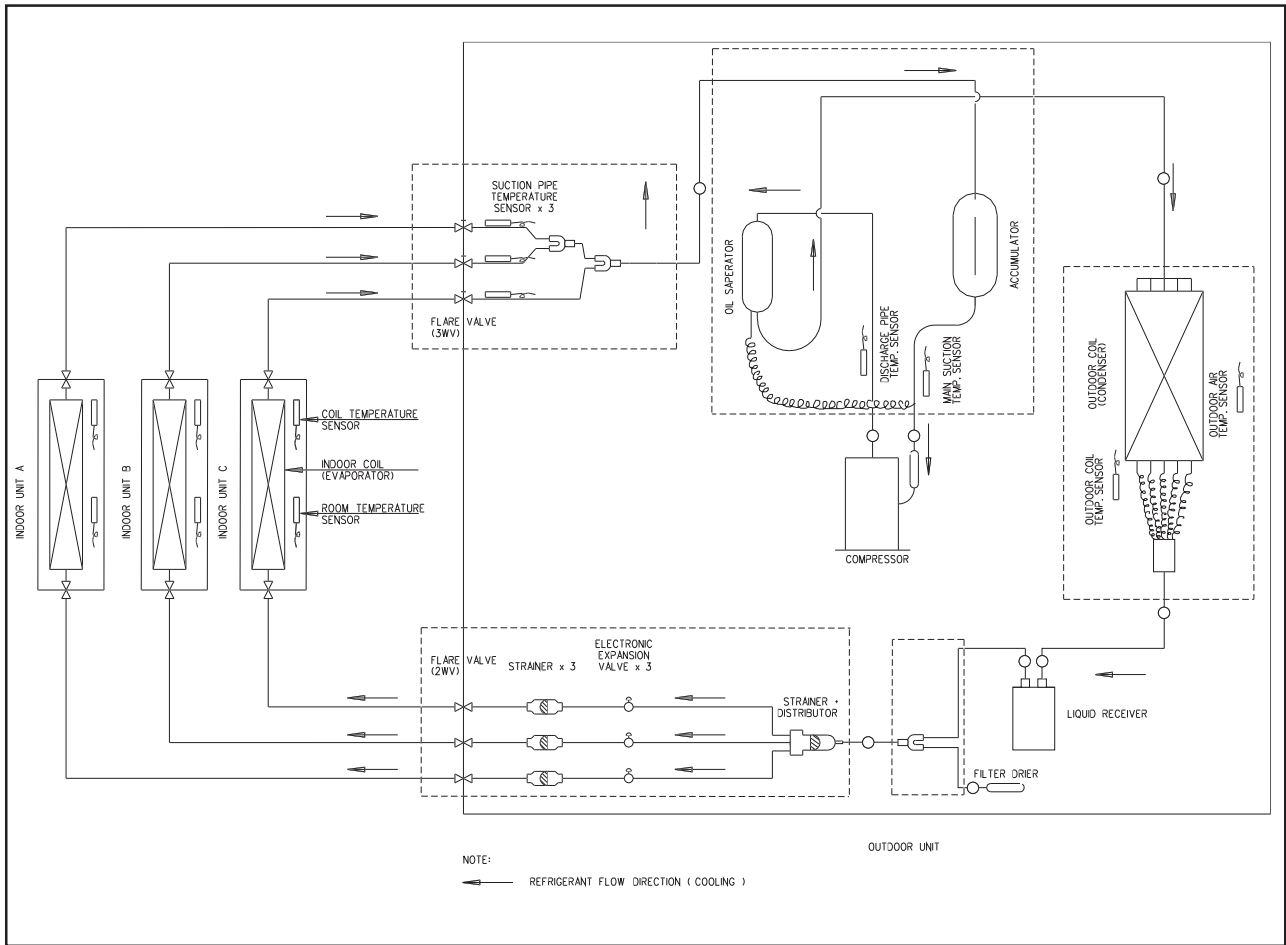 SUCTION PIPE
TEMPERATURE
SENSOR x 3
FLARE VALVE
(3WV)
OIL SAPERATOR
ACCUMULATOR
DISCHARGE PIPE
TEMP. SENSOR
MAIN SUCTION
TEMP. SENSOR
OUTDOOR COIL
(CONDENSER)
OUTDOOR AIR
TEMP. SENSOR
OUTDOOR COIL
TEMP. SENSOR
INDOOR UNIT A
INDOOR UNIT B
INDOOR UNIT C
COIL TEMPERATURE
SENSOR
INDOOR COIL
(EVAPORATOR)
ROOM TEMPERATURE
SENSOR
COMPRESSOR
FLARE VALVE
(2WV)
STRAINER x 3
ELECTRONIC
EXPANSION
VALVE x 3
STRAINER +
DISTRIBUTOR
LIQUID RECEIVER
FILTER DRIER
OUTDOOR UNIT
NOTE:
REFRIGERANT FLOW DIRECTION ( COOLING )